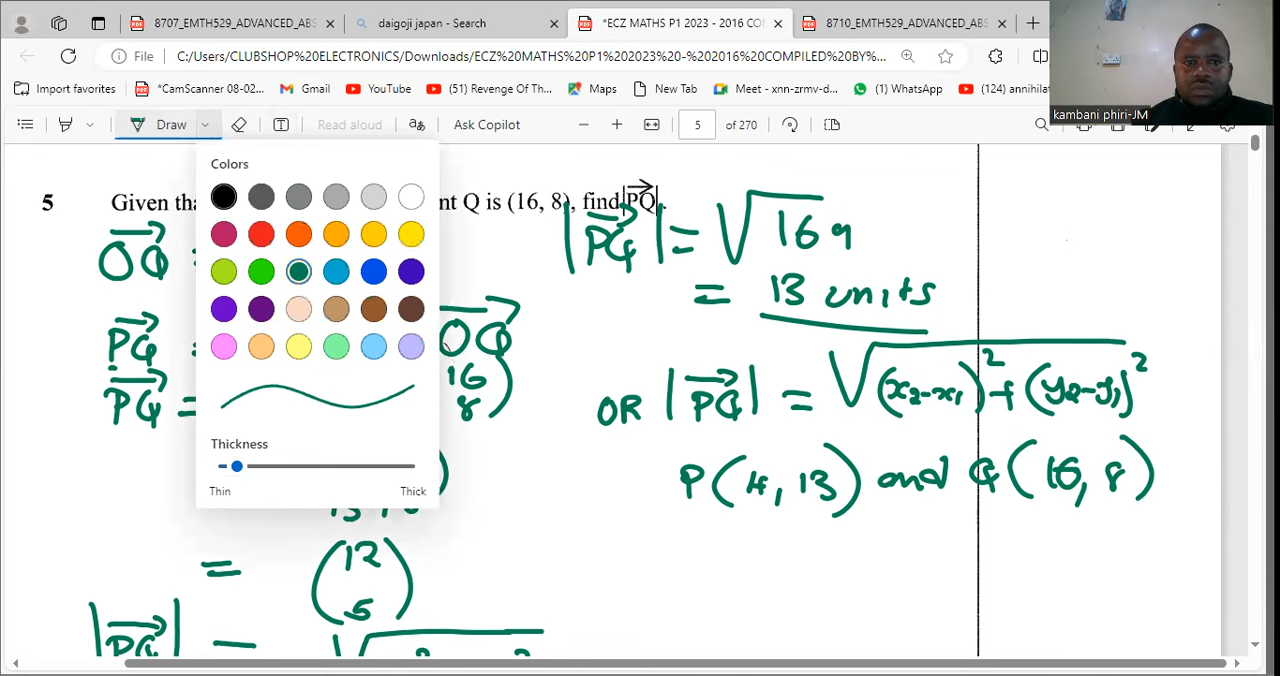 8707_EMTH529_ADVANCED_ABS
daigoji japan - Search
*ECZ MATHS P1 2023 - 2016 CO
8710_EMTH529_ADVANCED_ABS
File
C:/Users/CLUBSHOP%20ELECTRONICS/Downloads/ECZ%20MATHS%20P1%202023%20-%202016%20COMPILED%20BY%...
Import favorites
*CamScanner 08-02...
Gmail
YouTube
(51) Revenge Of Th...
Maps
New Tab
Meet - xnn-zrmv-d...
(1) WhatsApp
(124) annihilat
kambani phiri-JM
Draw
Read aloud
Ask Copilot
5
of 270
Colors
Thickness
Thin
Thick
5 Given tha nt Q is (16, 8), find |PQ|.
OQ =
PQ = OQ
PQ = 16
8
=
12
5
|PQ| =
|PQ| = √169
= 13 units
OR |PQ| = √(x2-x1)2+(y2-y1)2
P(4, 13) and Q(16, 8)